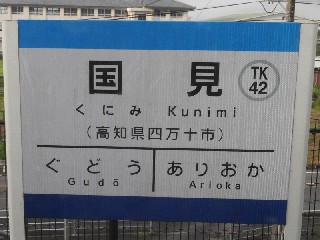 国見
TK
42
くにみ Kunimi
(高知県四万十市)
ぐどう ありおか
Gudō Arioka